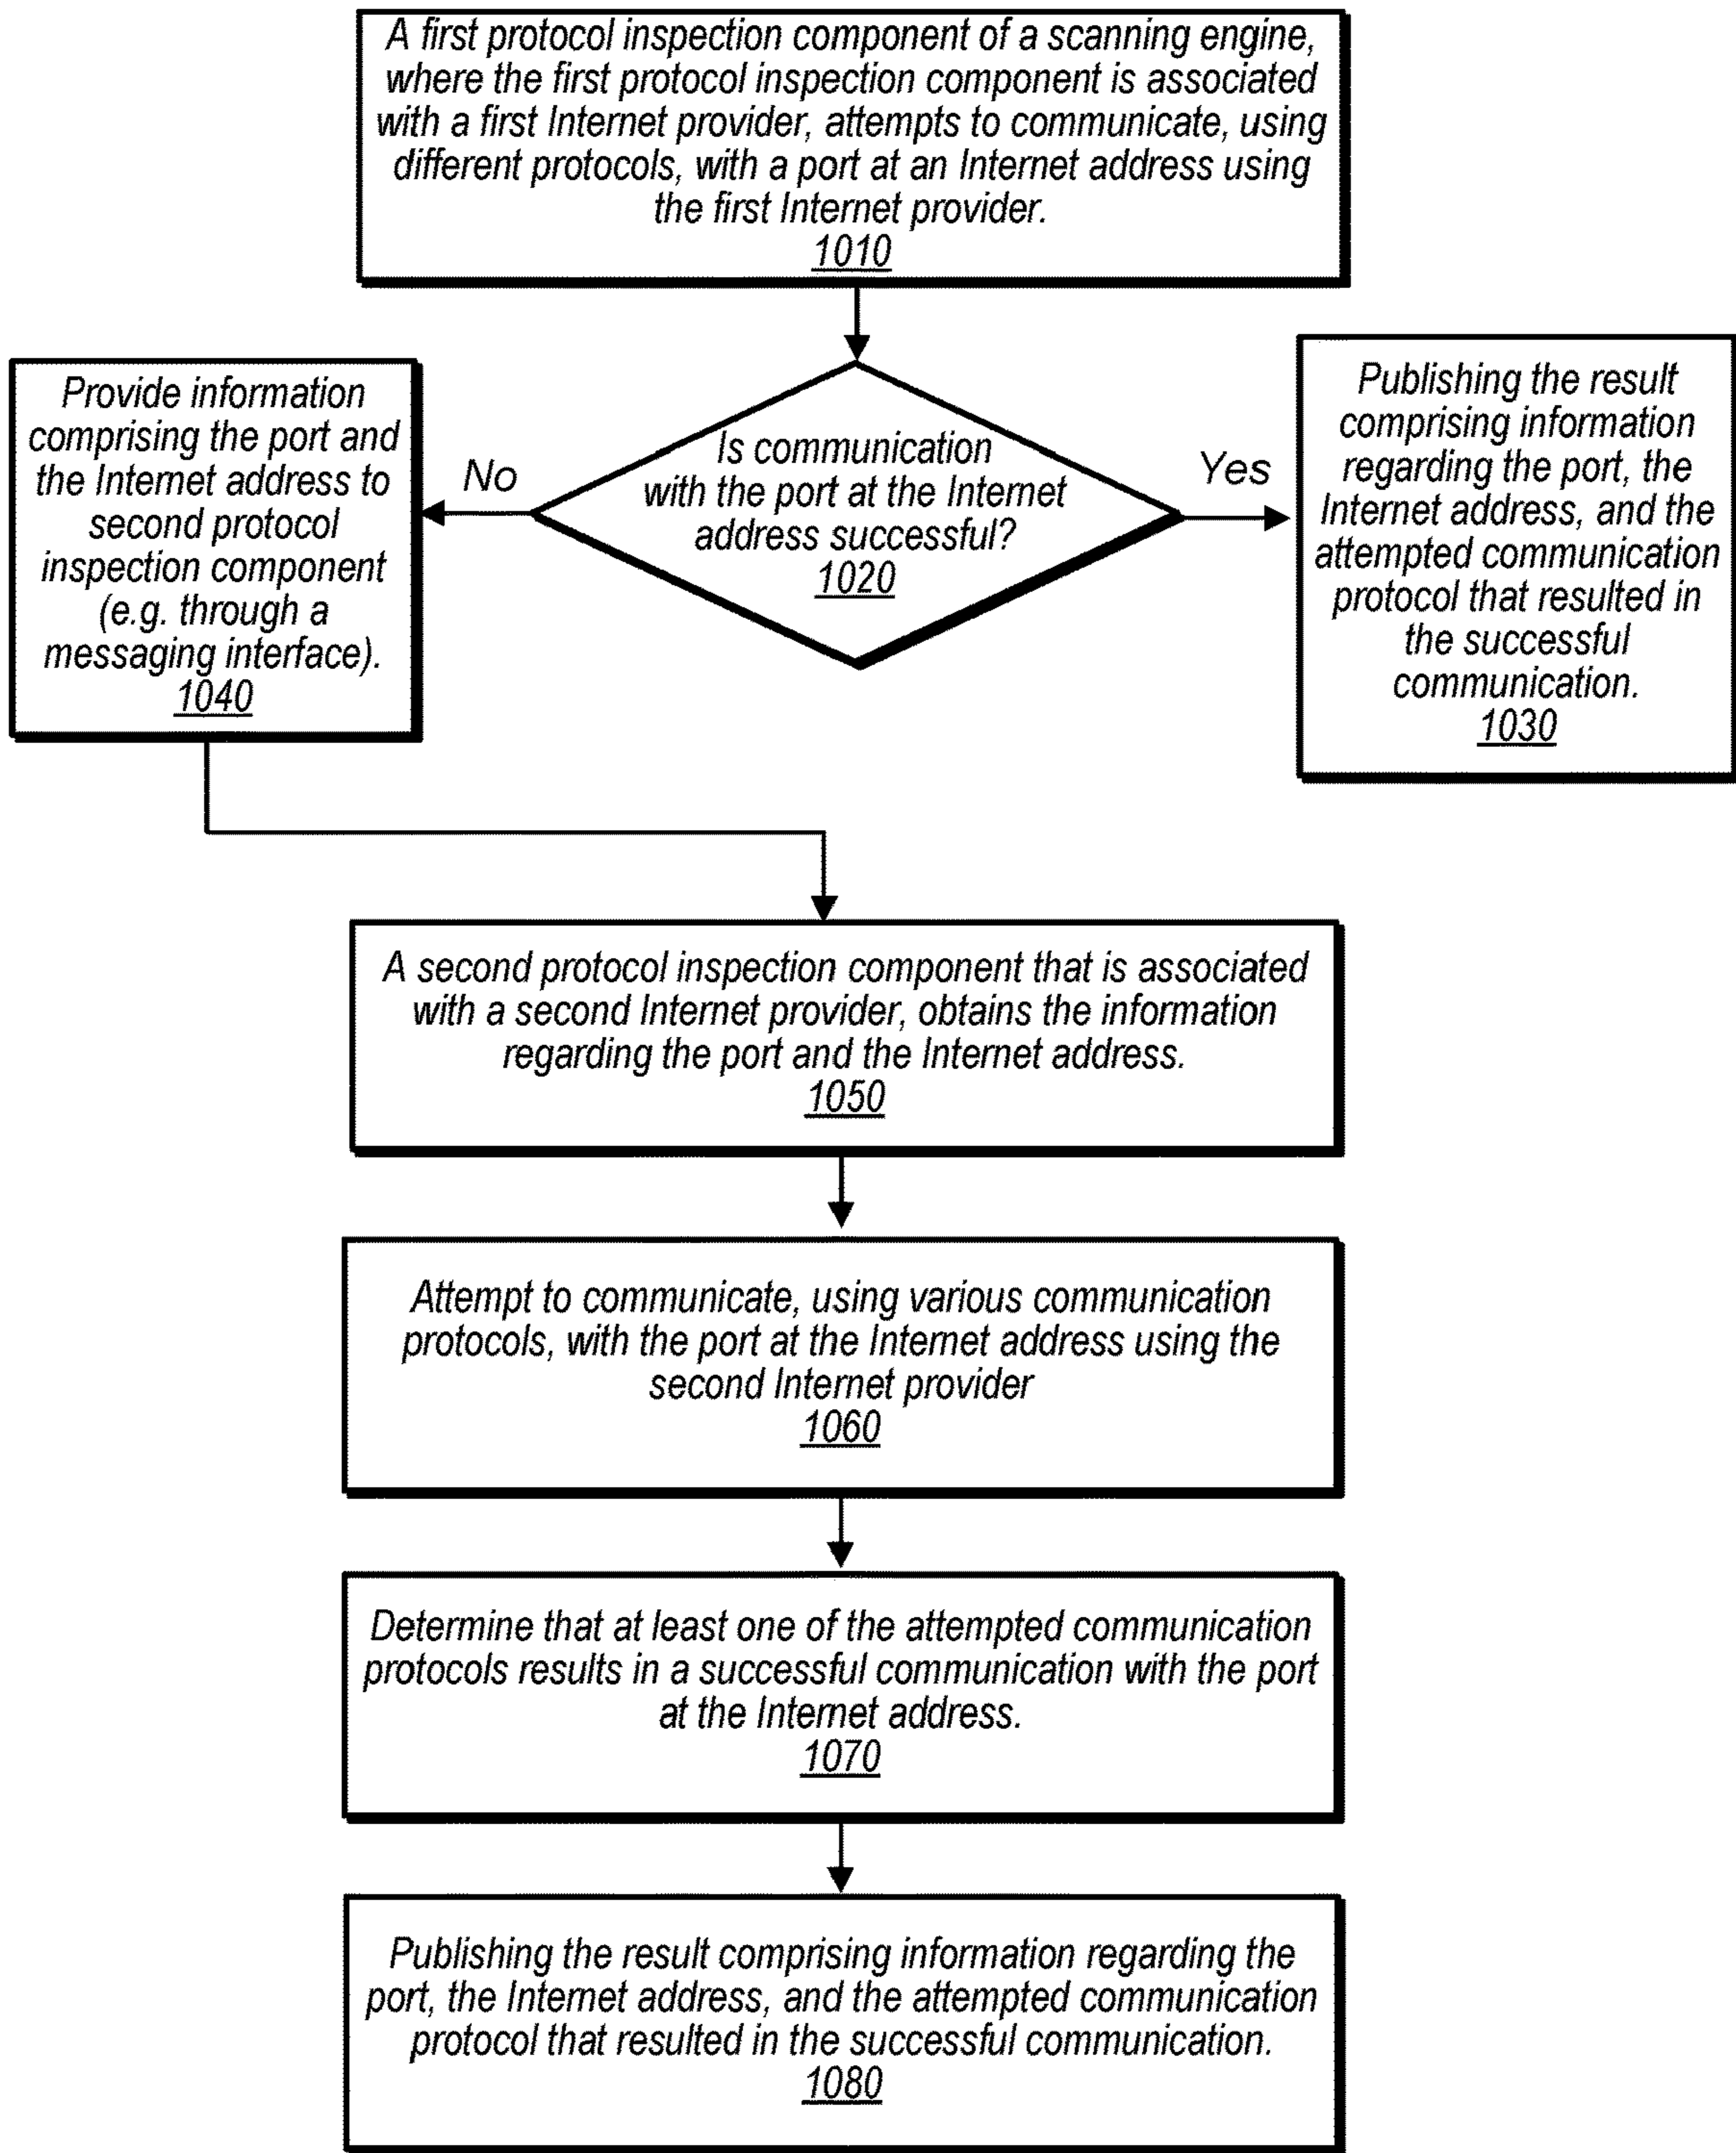 A first protocol inspection component of a scanning engine,
where the first protocol inspection component is associated
with a first Internet provider, attempts to communicate, using
different protocols, with a port at an Internet address using
the first Internet provider.
1010
Provide information
comprising the port and
the Internet address to
second protocol
inspection component
(e.g. through a
messaging interface).
1040
No
Is communication
with the port at the Internet
address successful?
1020
Yes
Publishing the result
comprising information
regarding the port, the
Internet address, and the
attempted communication
protocol that resulted in
the successful
communication.
1030
A second protocol inspection component that is associated
with a second Internet provider, obtains the information
regarding the port and the Internet address.
1050
Attempt to communicate, using various communication
protocols, with the port at the Internet address using the
second Internet provider
1060
Determine that at least one of the attempted communication
protocols results in a successful communication with the port
at the Internet address.
1070
Publishing the result comprising information regarding the
port, the Internet address, and the attempted communication
protocol that resulted in the successful communication.
1080